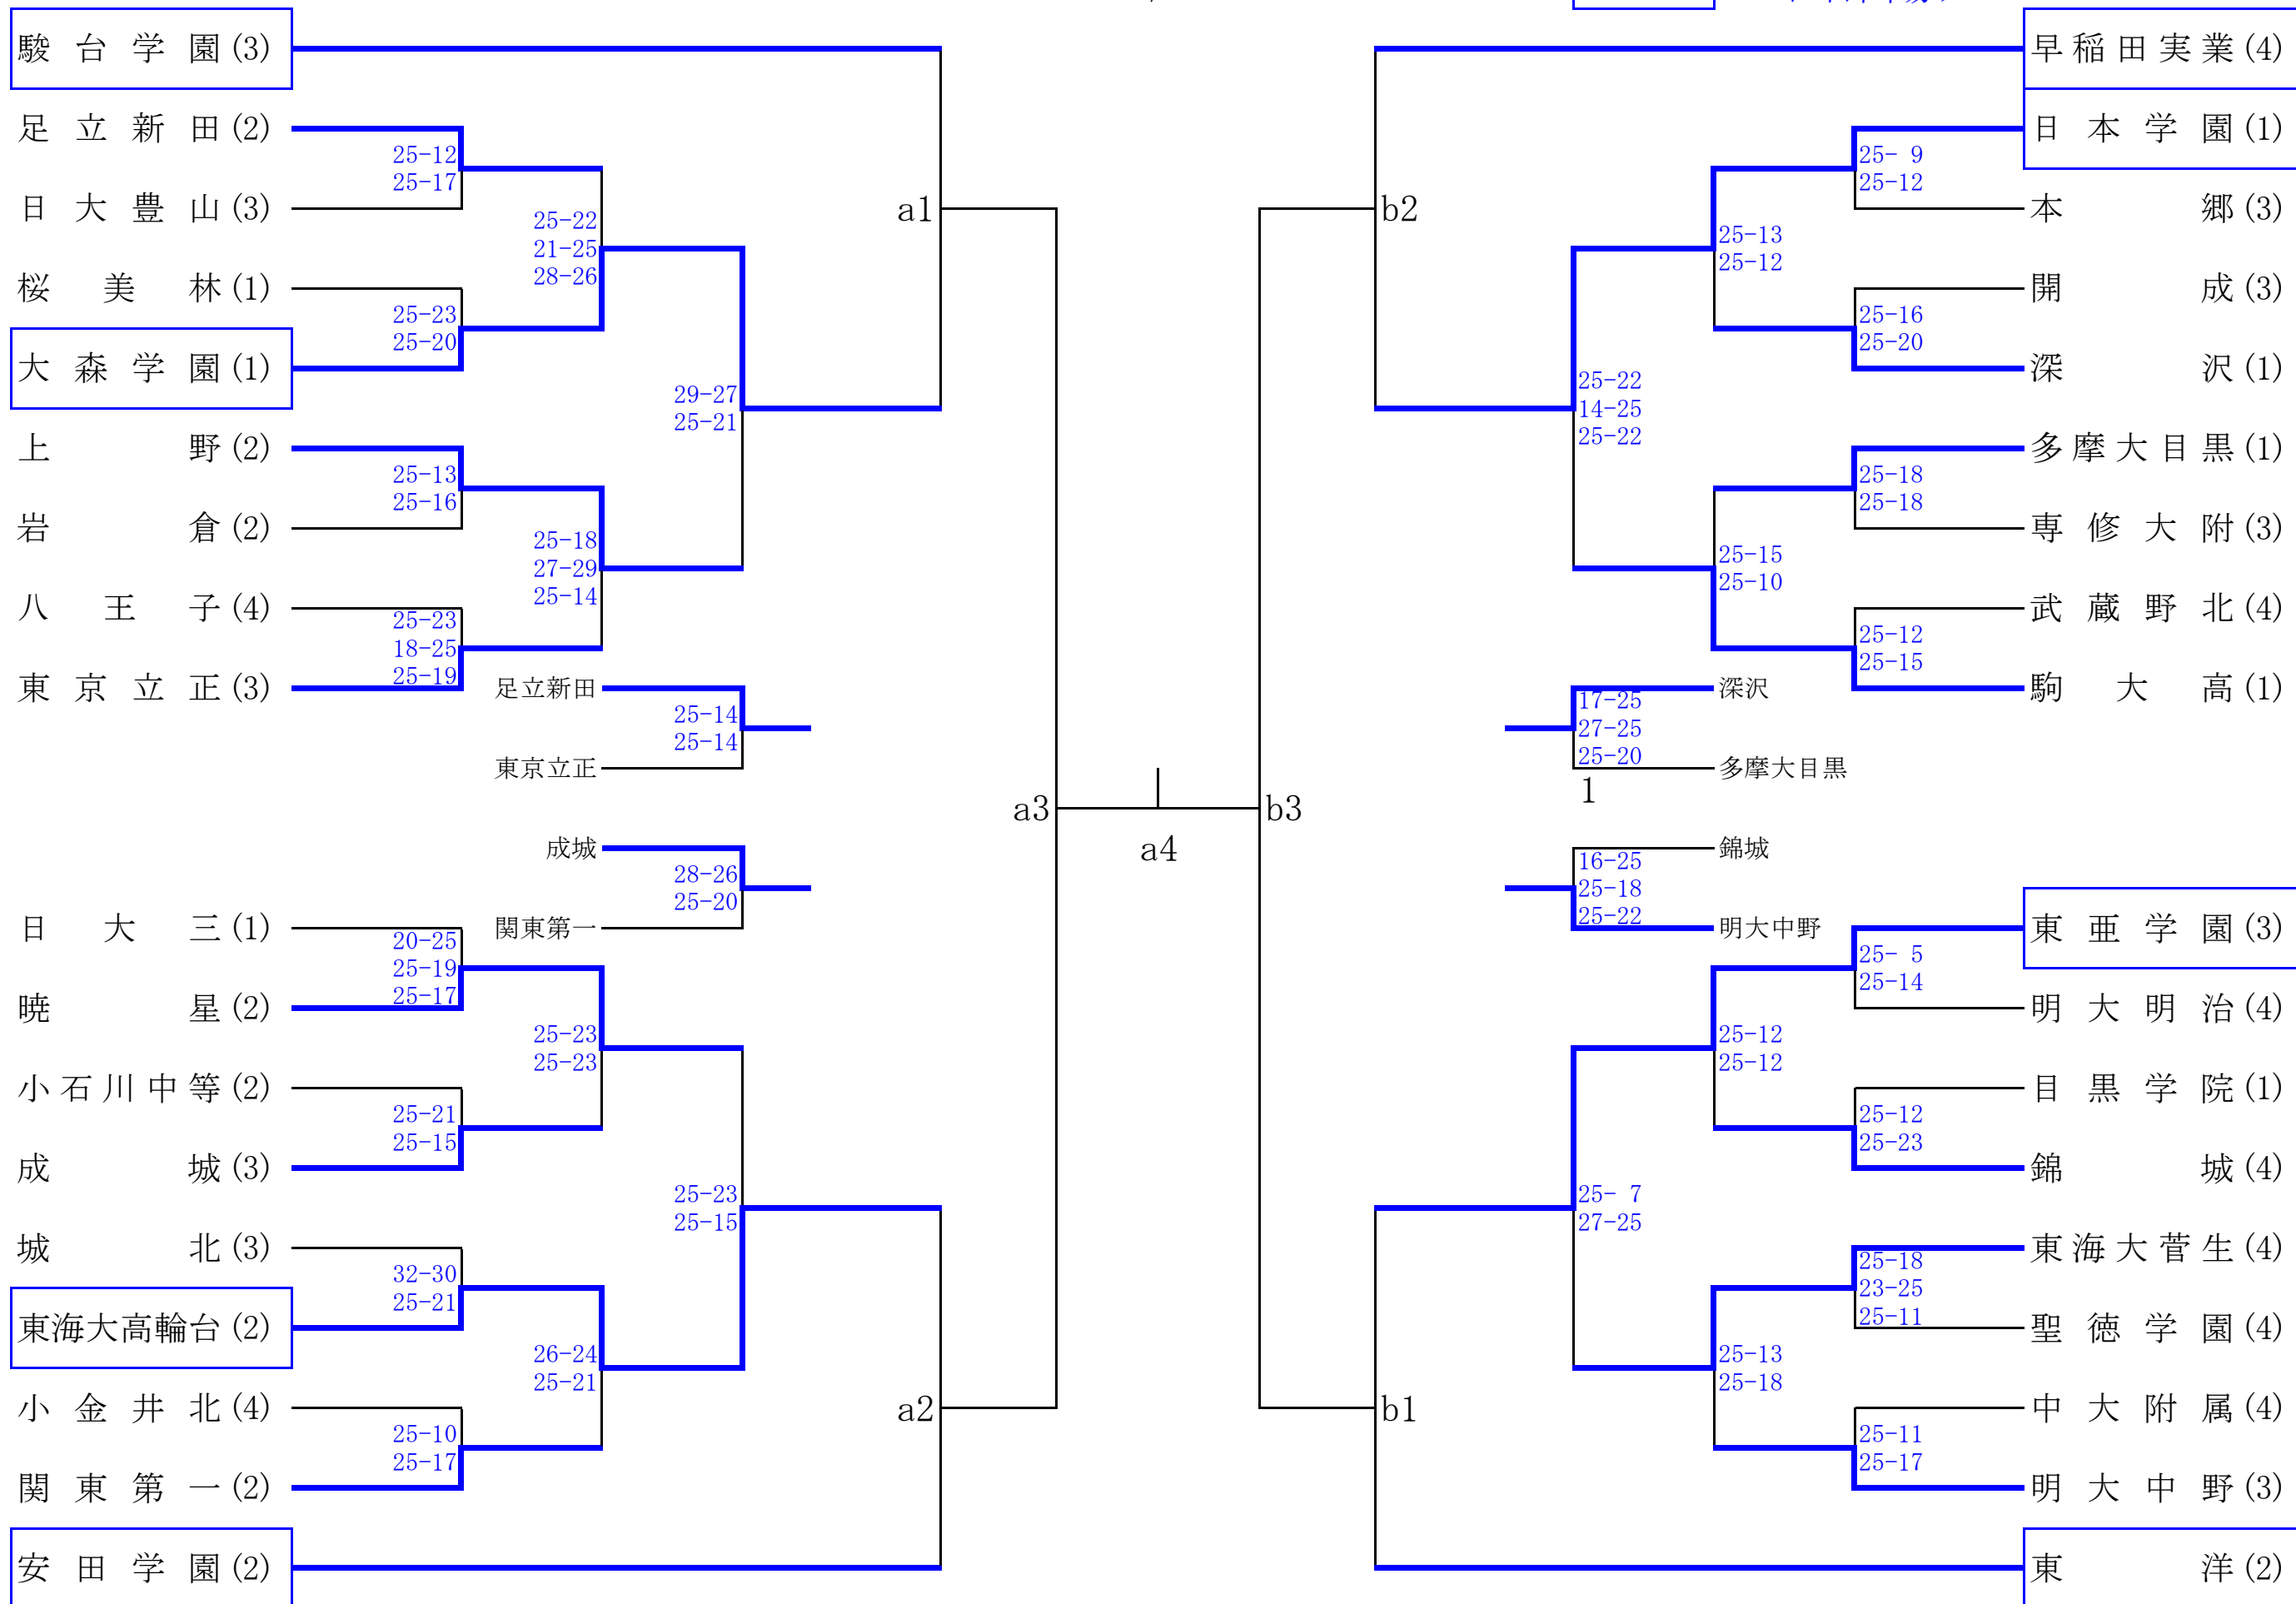 駿台学園(3)
足立新田(2)
25-12
25-17
日大豊山(3)
25-22
21-25
28-26
桜美林(1)
25-23
25-20
大森学園(1)
29-27
25-21
上野(2)
25-13
25-16
岩倉(2)
25-18
27-29
25-14
八王子(4)
25-23
18-25
25-19
東京立正(3)
足立新田
25-14
25-14
東京立正
成城
28-26
25-20
関東第一
日大三(1)
20-25
25-19
25-17
暁星(2)
25-23
25-23
小石川中等(2)
25-21
25-15
成城(3)
25-23
25-15
城北(3)
32-30
25-21
東海大高輪台(2)
26-24
25-21
小金井北(4)
25-10
25-17
関東第一(2)
安田学園(2)
a1
a2
a3
a4
b3
b2
b1
早稲田実業(4)
日本学園(1)
25- 9
25-12
本郷(3)
25-13
25-12
開成(3)
25-16
25-20
深沢(1)
25-22
14-25
25-22
多摩大目黒(1)
25-18
25-18
専修大附(3)
25-15
25-10
武蔵野北(4)
25-12
25-15
駒大高(1)
深沢
17-25
27-25
25-20
多摩大目黒
1
錦城
16-25
25-18
25-22
明大中野
東亜学園(3)
25- 5
25-14
明大明治(4)
25-12
25-12
目黒学院(1)
25-12
25-23
錦城(4)
25- 7
27-25
東海大菅生(4)
25-18
23-25
25-11
聖徳学園(4)
25-13
25-18
中大附属(4)
25-11
25-17
明大中野(3)
東洋(2)